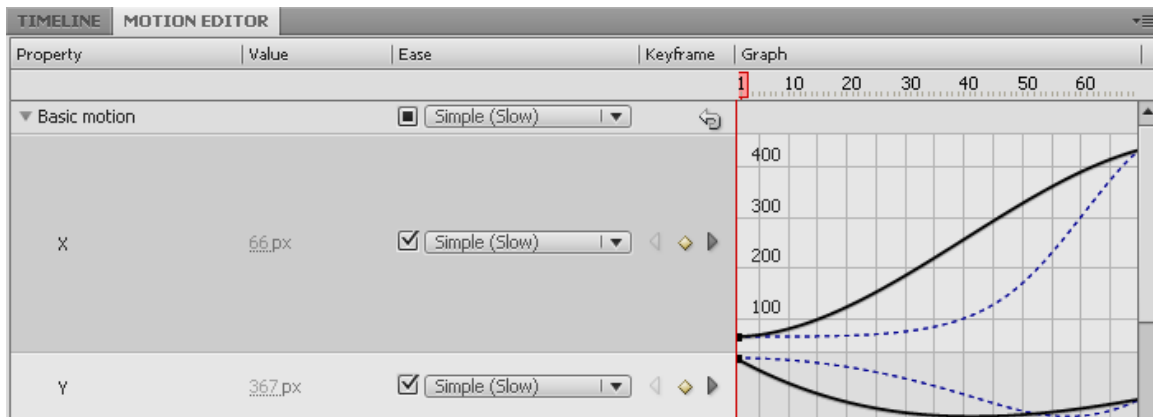 TIMELINE MOTION EDITOR
Property Value Ease Keyframe Graph
1 10 20 30 40 50 60
Basic motion Simple (Slow)
400
300
X 66 px Simple (Slow)
200
100
Y 367 px Simple (Slow)